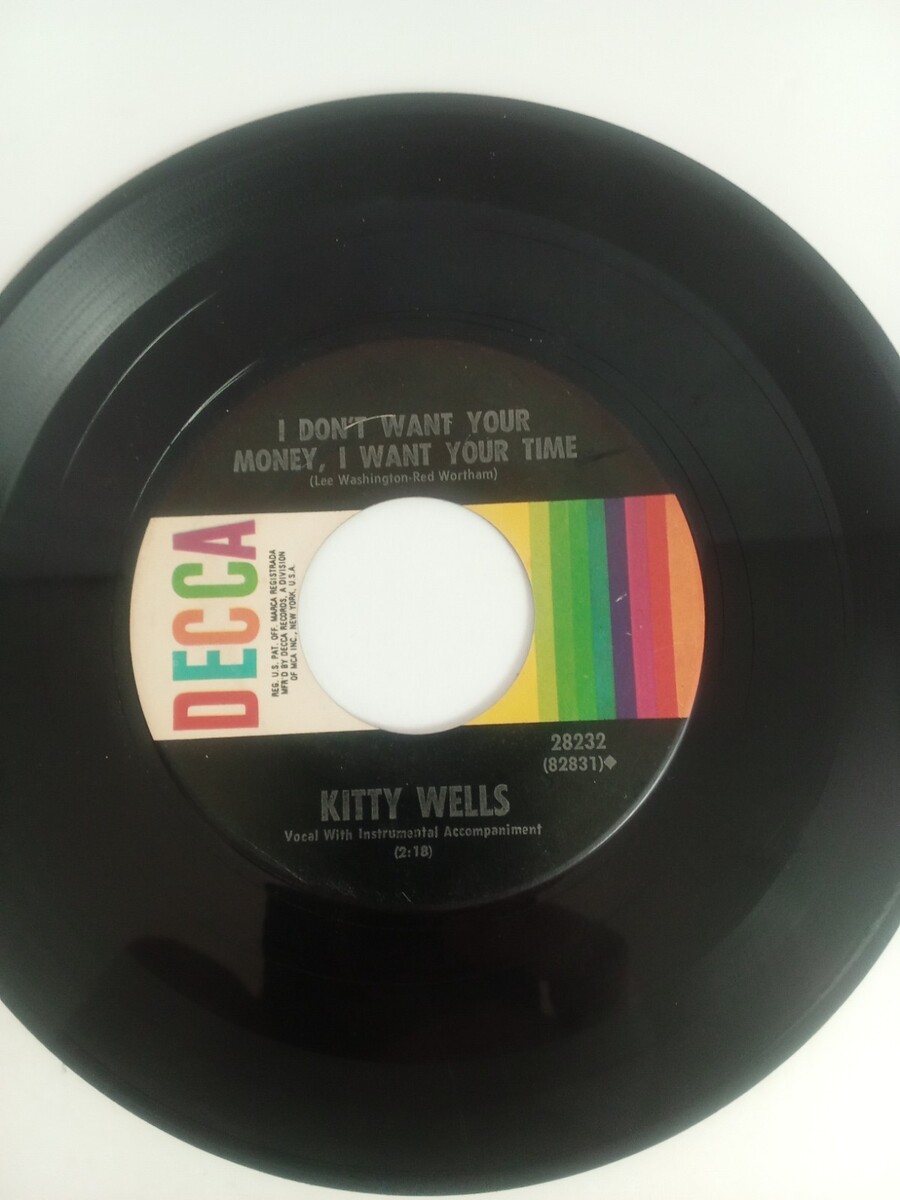 I DON'T WANT YOUR
MONEY, I WANT YOUR TIME
(Lee Washington-Red Wortham)
DECCA
REG. U.S. PAT. OFF. MARCA REGISTRADA
MFR'D BY DECCA RECORDS, A DIVISION
OF MCA INC., NEW YORK, U.S.A.
28232
(82831)◆
KITTY WELLS
Vocal With Instrumental Accompaniment
(2:18)